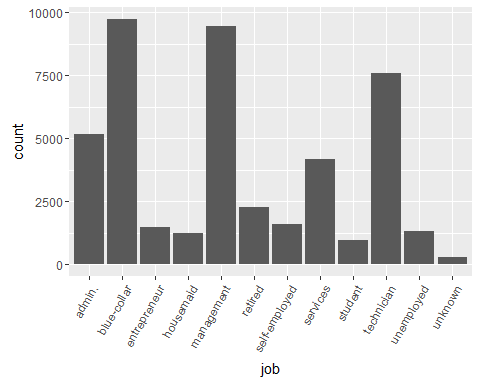 10000
7500
5000
2500
0
count
admin.
blue-collar
entrepreneur
housemaid
management
retired
self-employed
services
student
technician
unemployed
unknown
job